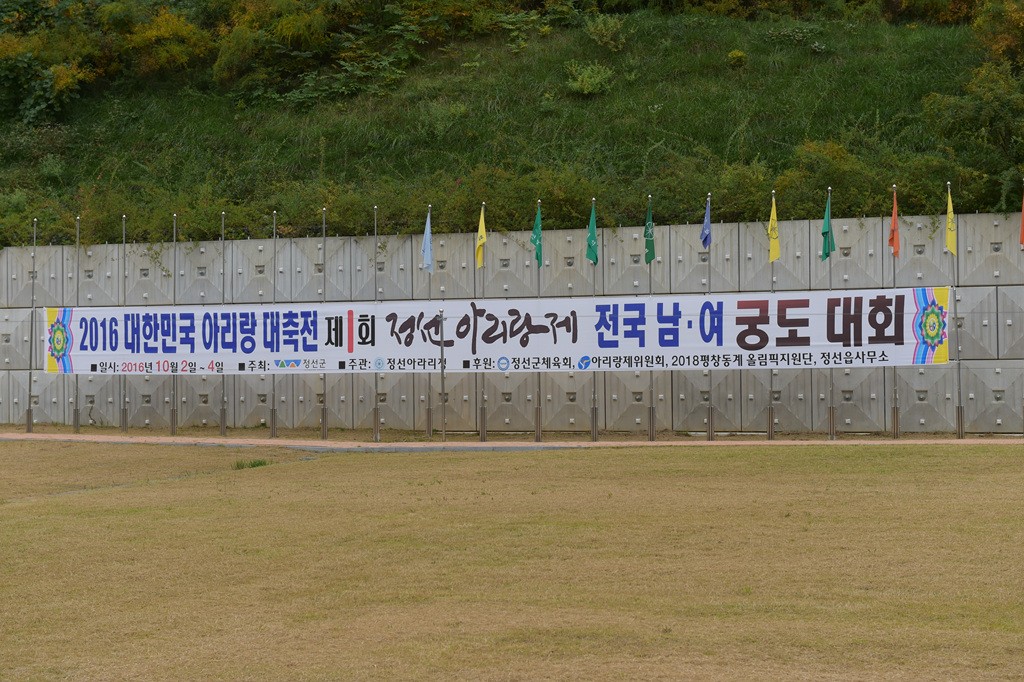 2016 대한민국 아리랑 대축전 제1회 정선아리랑제 전국 남·여 궁도 대회
■일시: 2016년 10월 2일 ~ 4일 ■주최: 정선군 ■주관: 정선아라리정 ■후원: 정선군체육회, 아리랑제위원회, 2018평창동계 올림픽지원단, 정선읍사무소